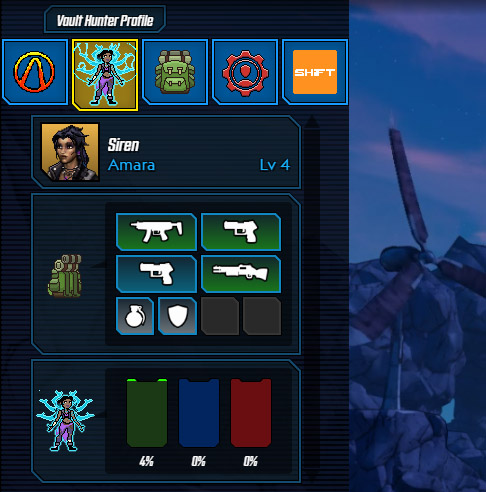 Vault Hunter Profile
SHiFT
Siren
Amara Lv 4
4% 0% 0%